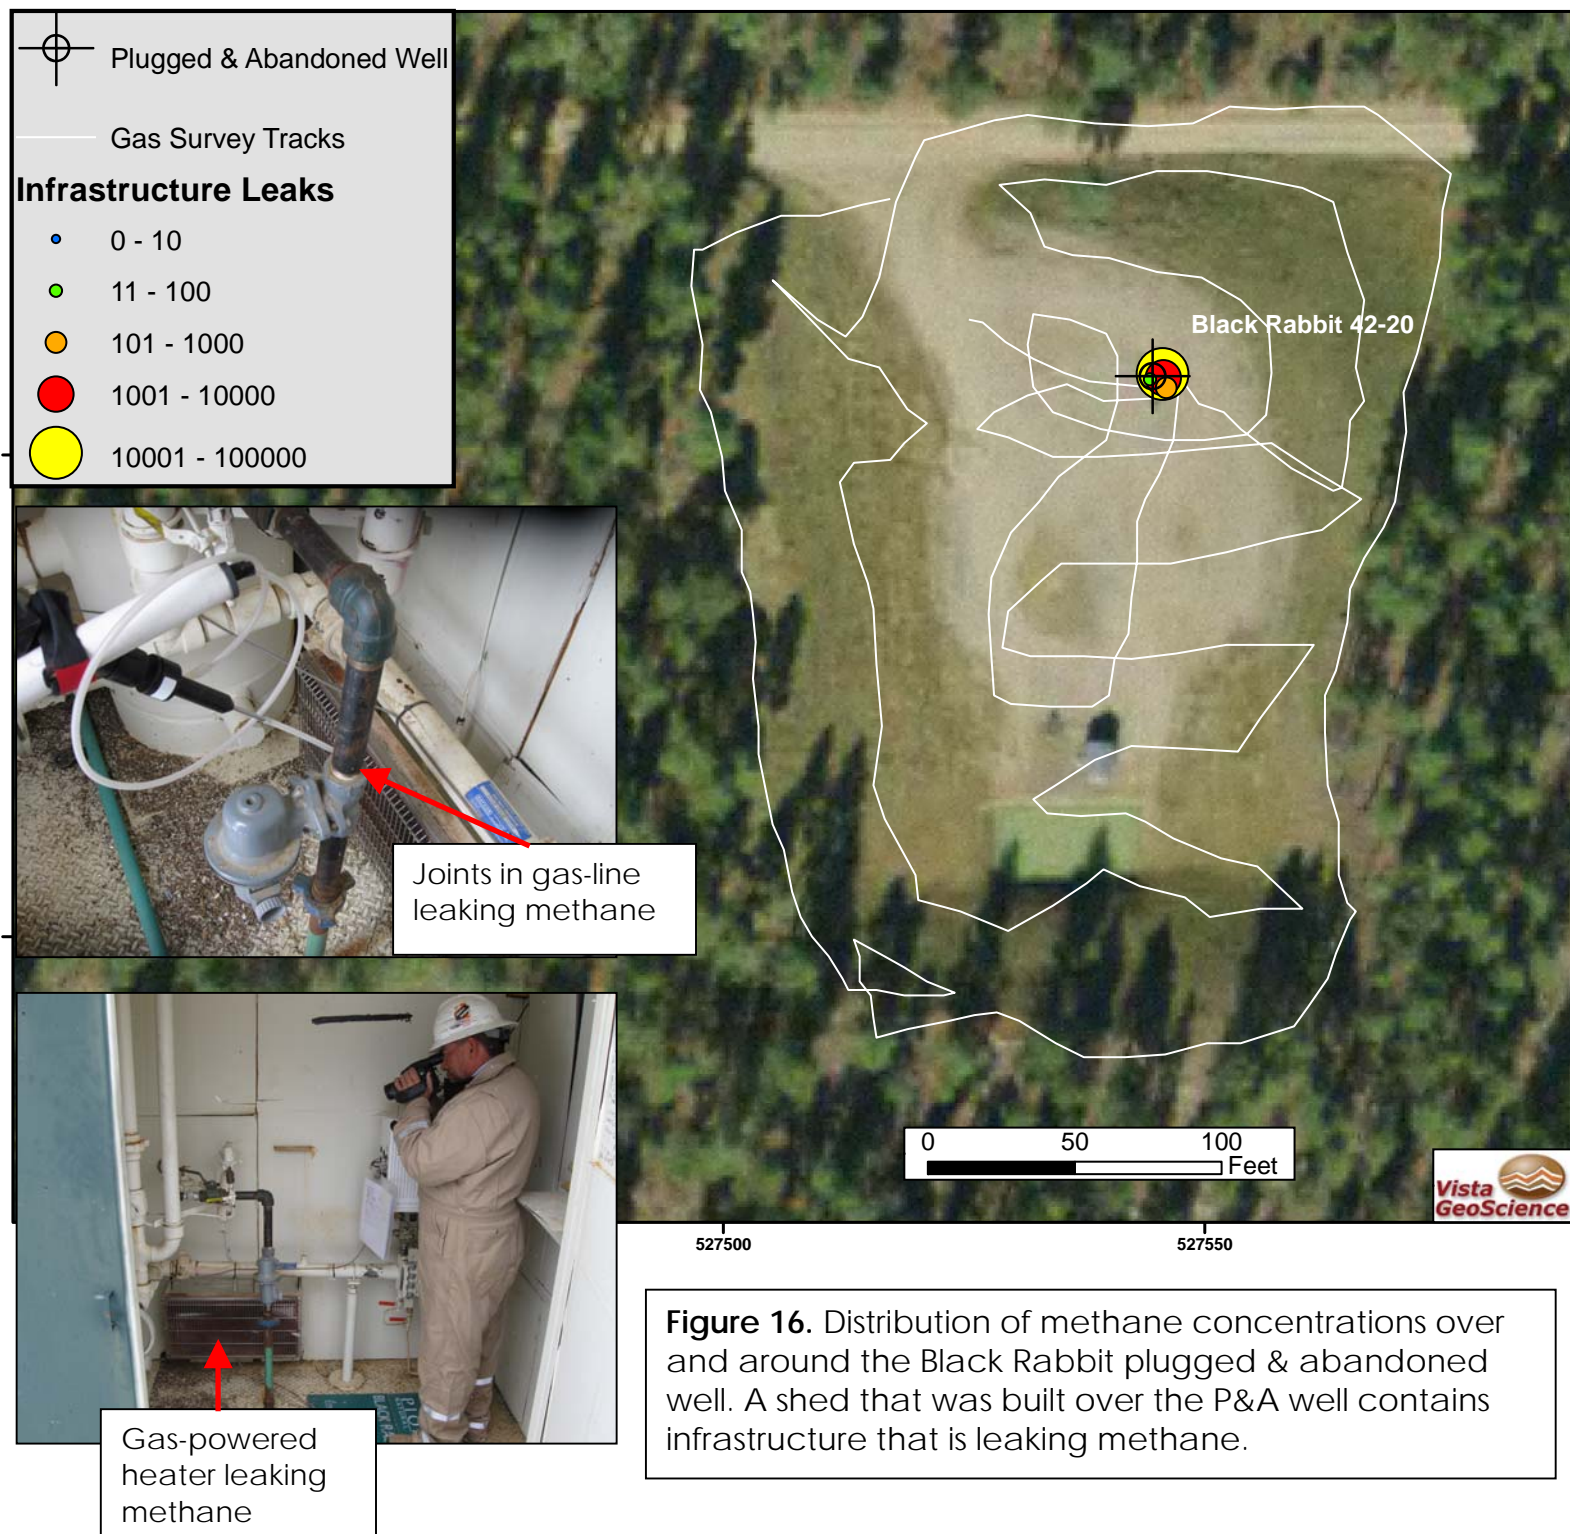 Plugged & Abandoned Well
Gas Survey Tracks
Infrastructure Leaks
0 - 10
11 - 100
101 - 1000
1001 - 10000
10001 - 100000
Black Rabbit 42-20
Joints in gas-line
leaking methane
Gas-powered
heater leaking
methane
0 50 100
Feet
Vista
GeoScience
527500 527550
Figure 16. Distribution of methane concentrations over
and around the Black Rabbit plugged & abandoned
well. A shed that was built over the P&A well contains
infrastructure that is leaking methane.